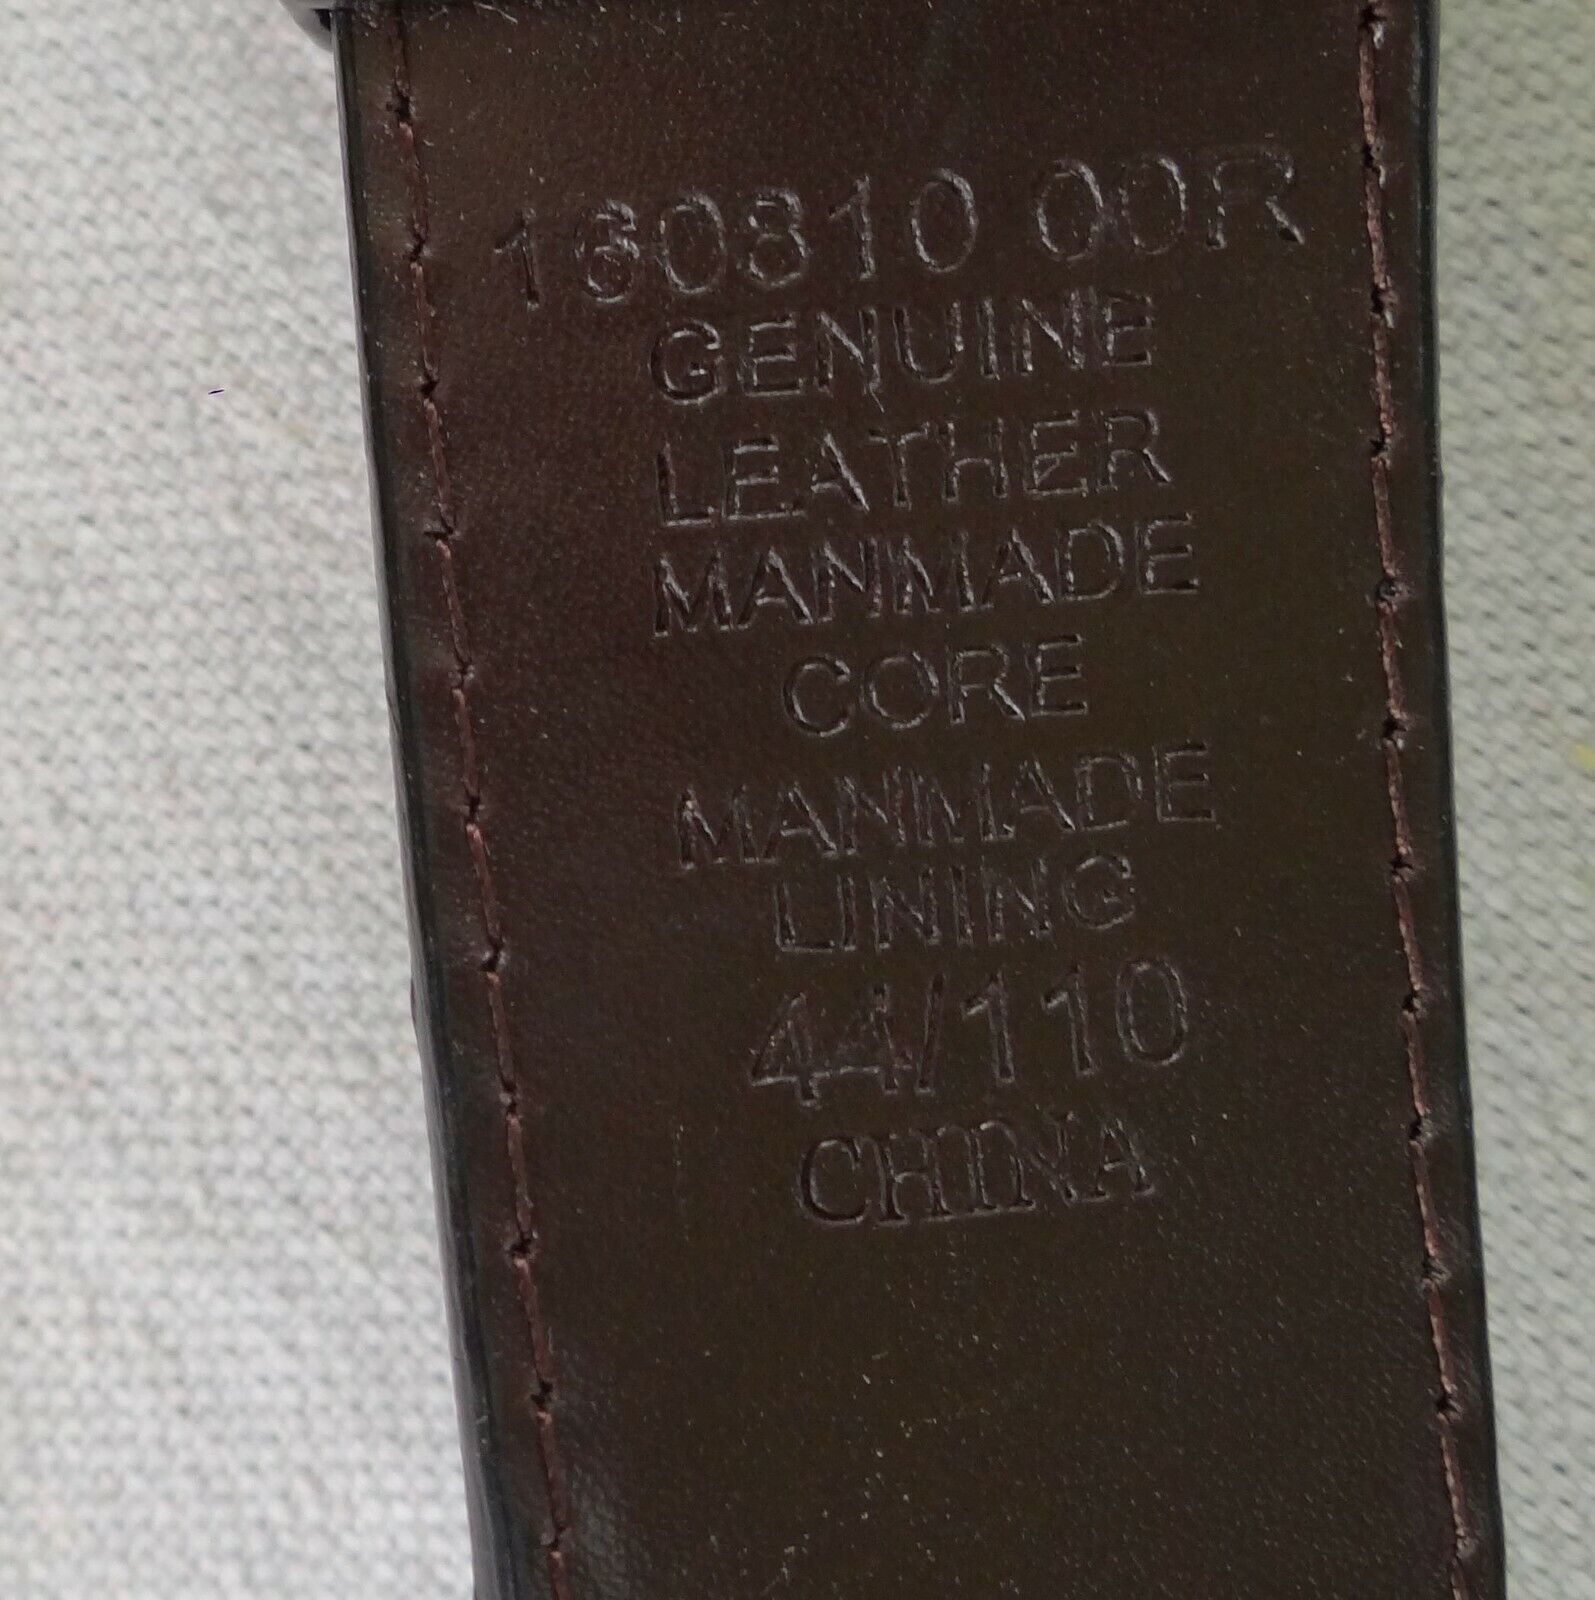 160810 00R
GENUINE
LEATHER
MANMADE
CORE
MANMADE
LINING
44/110
CHINA